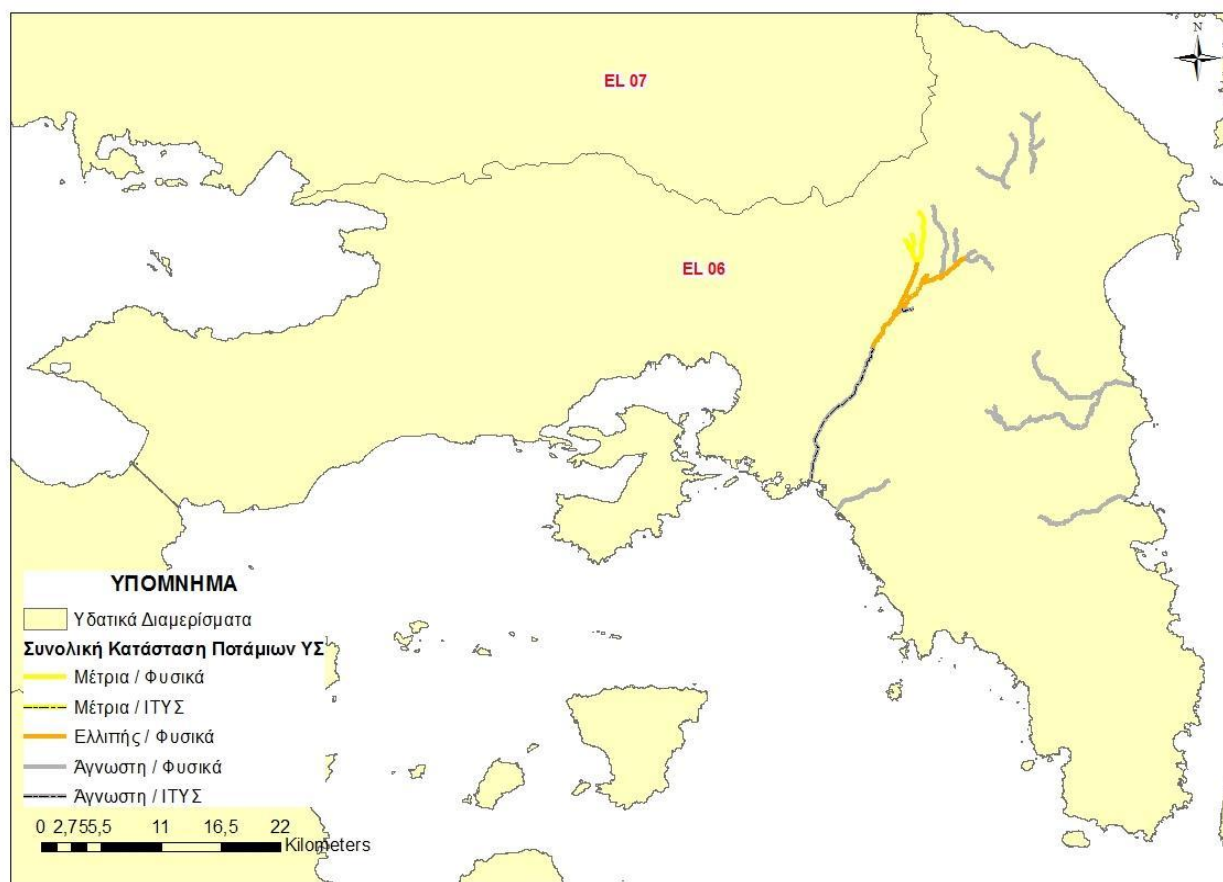 N
EL 07
EL 06
ΥΠΟΜΝΗΜΑ
Υδατικά Διαμερίσματα
Συνολική Κατάσταση Ποτάμιων ΥΣ
Μέτρια / Φυσικά
Μέτρια / ΙΤΥΣ
Ελλιπής / Φυσικά
Άγνωστη / Φυσικά
Άγνωστη / ΙΤΥΣ
0 2,755,5 11 16,5 22
Kilometers